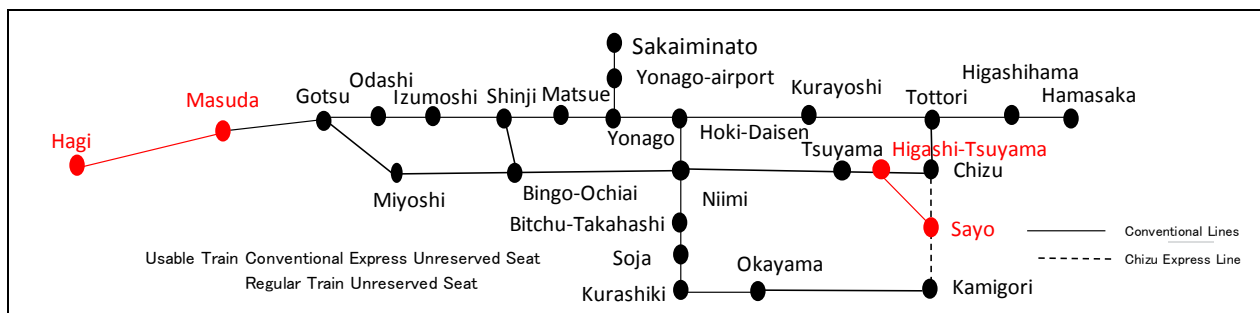 Sakaiminato
Yonago-airport
Higashihama
Kurayoshi
Odashi
Hamasaka
Masuda
Gotsu
Izumoshi
Shinji
Matsue
Tottori
Yonago
Hoki-Daisen
Hagi
Tsuyama
Higashi-Tsuyama
Chizu
Miyoshi
Bingo-Ochiai
Niimi
Bitchu-Takahashi
Sayo
Conventional Lines
Usable Train Conventional Express Unreserved Seat
Soja
Chizu Express Line
Okayama
Regular Train Unreserved Seat
Kurashiki
Kamigori